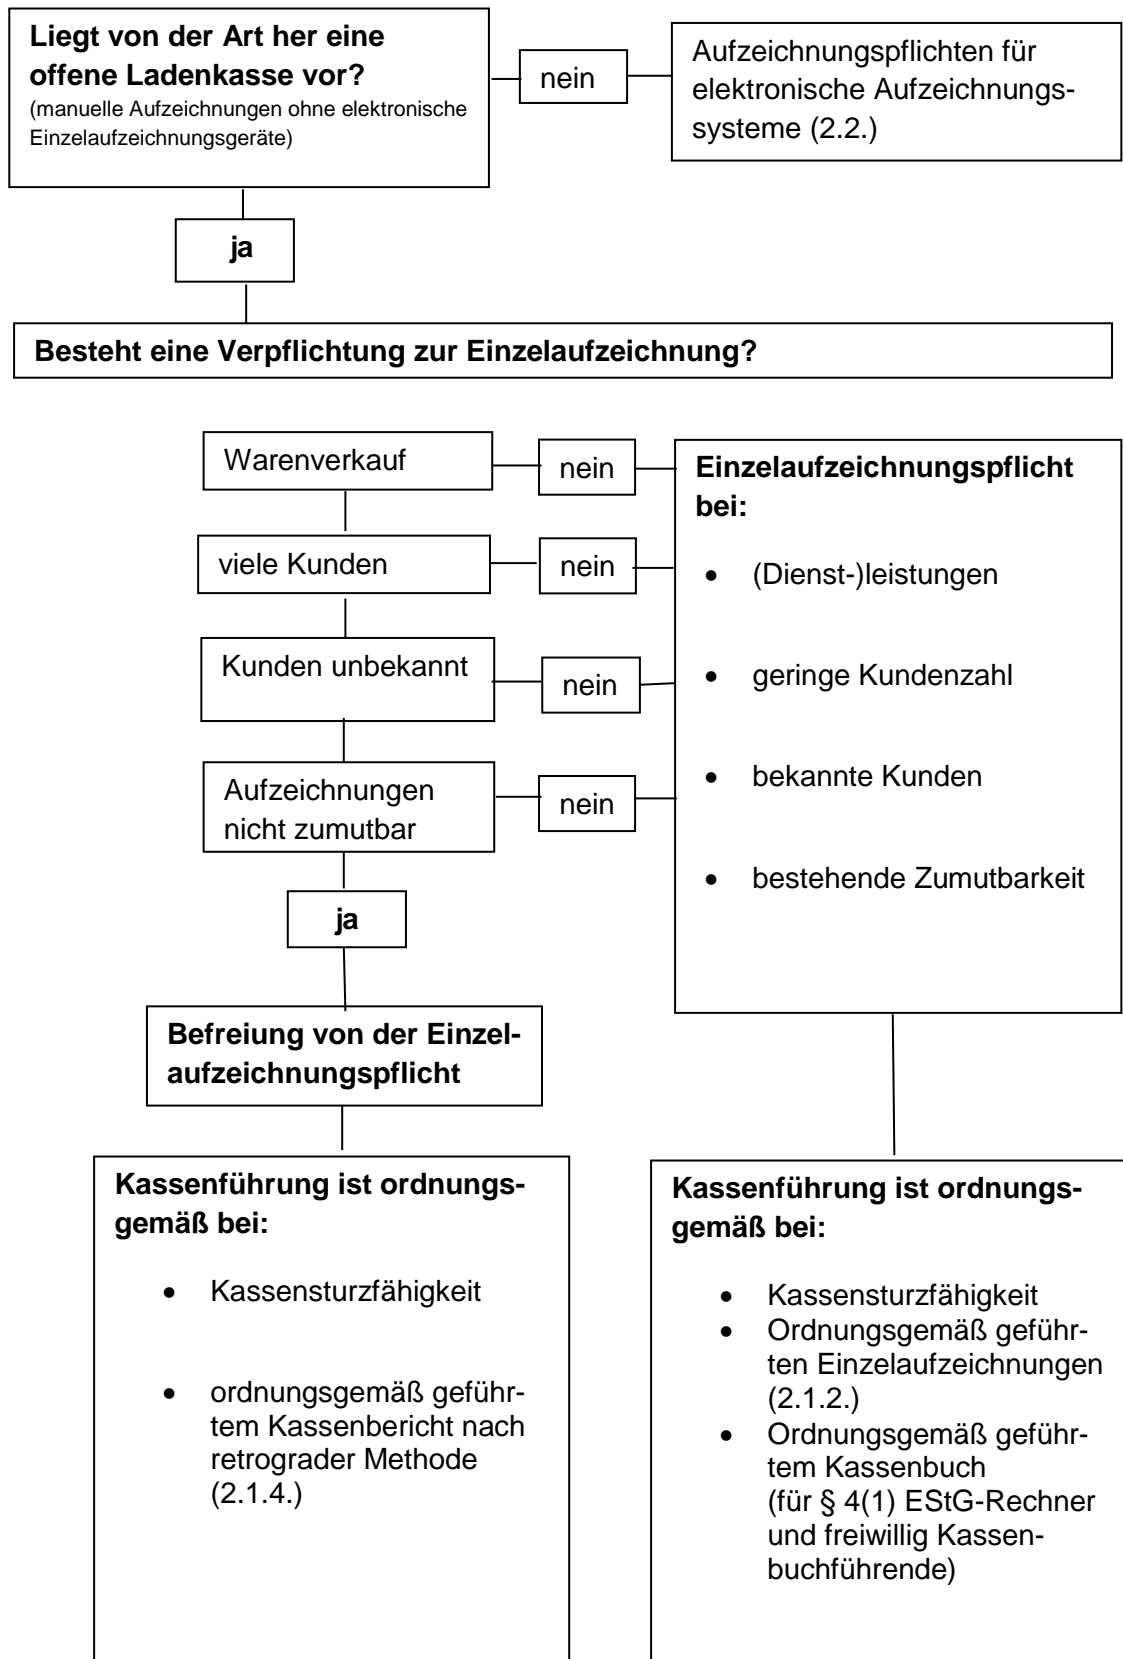 Liegt von der Art her eine
offene Ladenkasse vor?
(manuelle Aufzeichnungen ohne elektronische
Einzelaufzeichnungsgeräte)
nein
Aufzeichnungspflichten für
elektronische Aufzeichnungs-
systeme (2.2.)
ja
Besteht eine Verpflichtung zur Einzelaufzeichnung?
Warenverkauf
nein
viele Kunden
nein
Kunden unbekannt
nein
Aufzeichnungen
nicht zumutbar
nein
Einzelaufzeichnungspflicht
bei:
• (Dienst-)leistungen
• geringe Kundenzahl
• bekannte Kunden
• bestehende Zumutbarkeit
ja
Befreiung von der Einzel-
aufzeichnungspflicht
Kassenführung ist ordnungs-
gemäß bei:
• Kassensturzfähigkeit
• ordnungsgemäß geführ-
tem Kassenbericht nach
retrograder Methode
(2.1.4.)
Kassenführung ist ordnungs-
gemäß bei:
• Kassensturzfähigkeit
• Ordnungsgemäß geführ-
ten Einzelaufzeichnungen
(2.1.2.)
• Ordnungsgemäß geführ-
tem Kassenbuch
(für § 4(1) EStG-Rechner
und freiwillig Kassen-
buchführende)